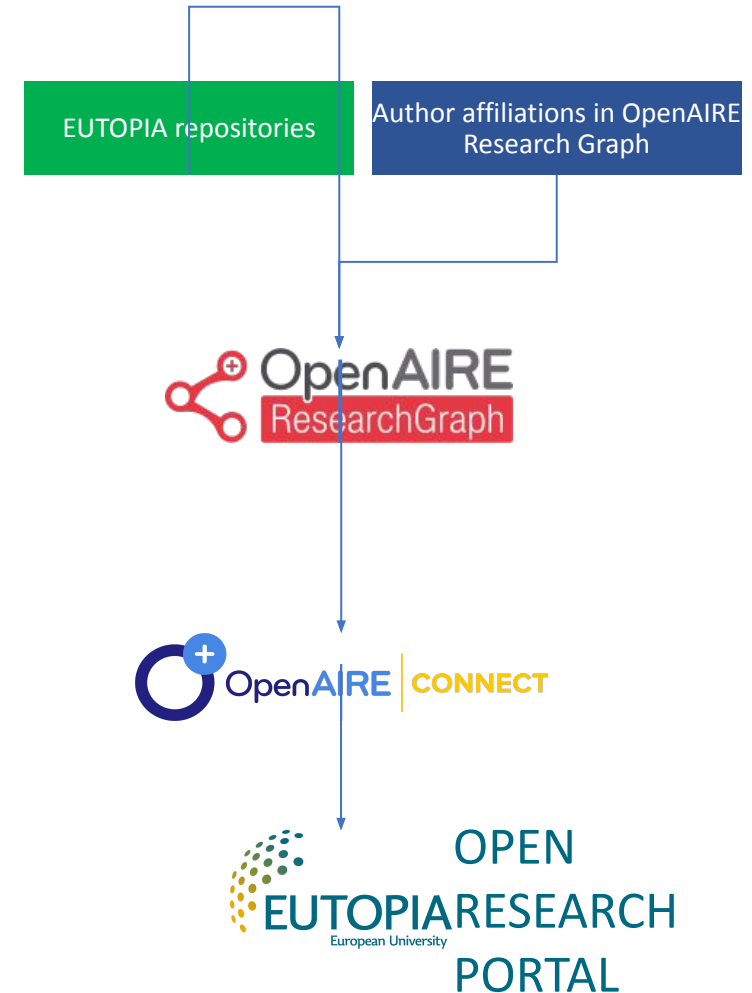 EUTOPIA repositories
Author affiliations in OpenAIRE
Research Graph
OpenAIRE
ResearchGraph
OpenAIRE CONNECT
EUTOPIA
European University
OPEN
RESEARCH
PORTAL